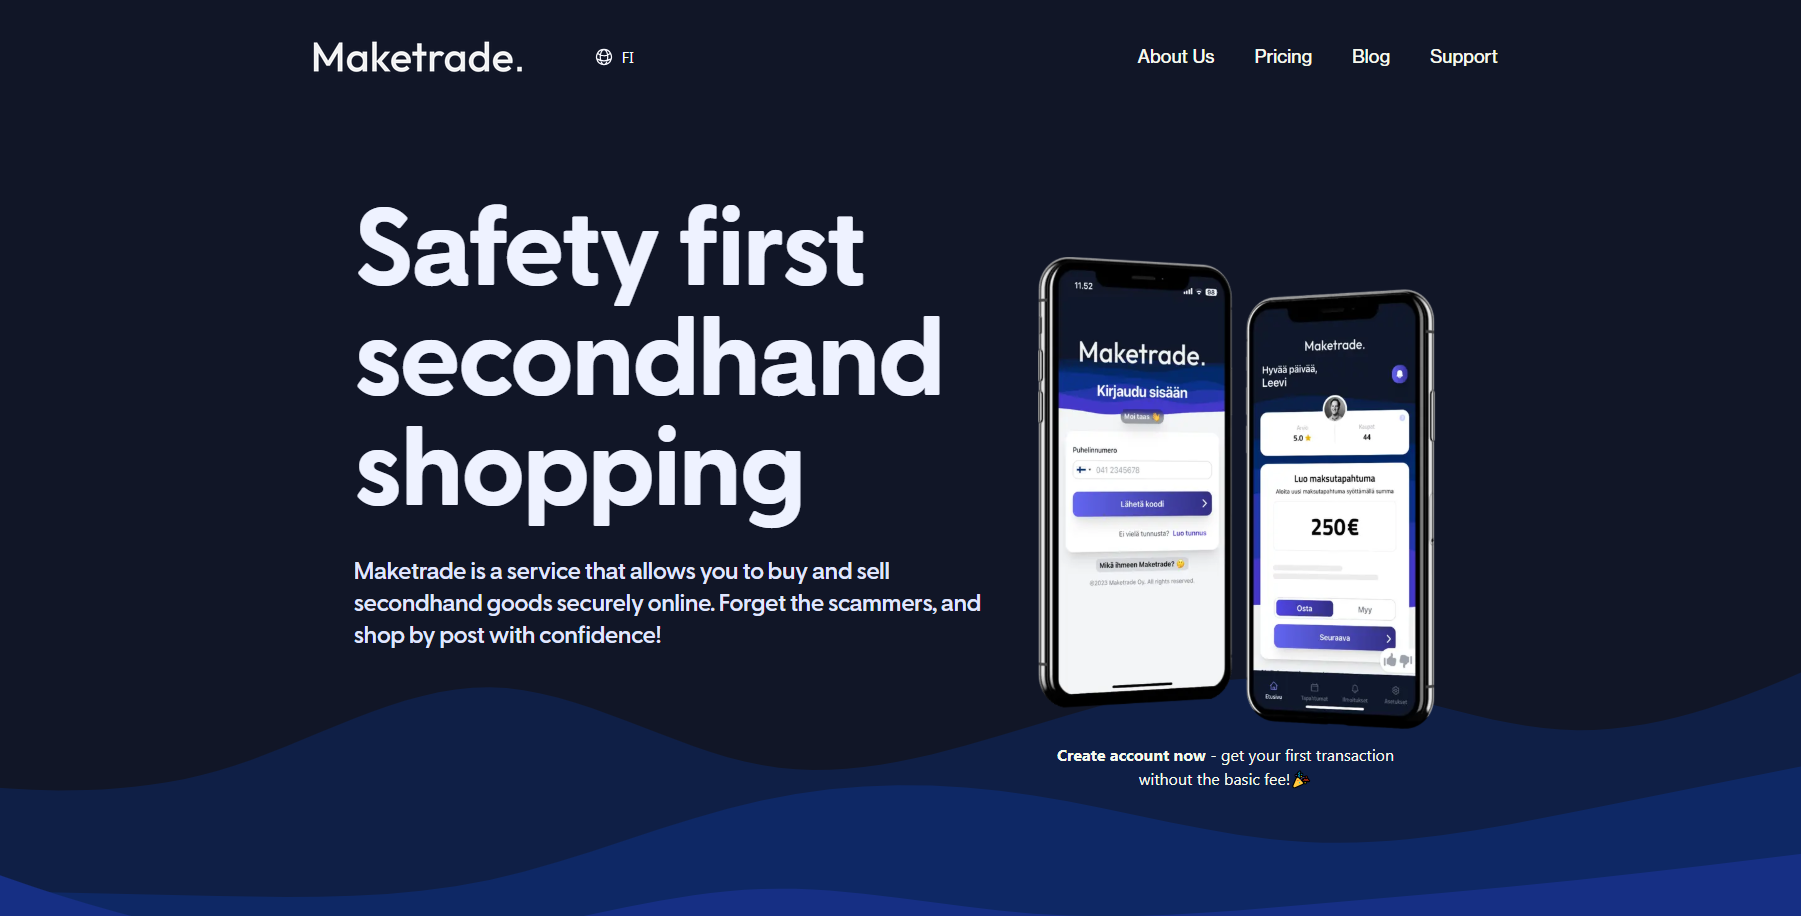 Maketrade.
FI
About Us
Pricing
Blog
Support
Safety first
secondhand
shopping
Maketrade is a service that allows you to buy and sell
secondhand goods securely online. Forget the scammers, and
shop by post with confidence!
11.52
88
Maketrade.
Kirjaudu sisään
Moi taas 👋
Puhelinnumero
041 2345678
Lähetä koodi
Ei vielä tunnusta? Luo tunnus
Mikä ihmeen Maketrade? 🤔
©2023 Maketrade Oy. All rights reserved.
Maketrade.
Hyvää päivää,
Leevi
Arvio
Kaupat
5.0 ⭐
44
Luo maksutapahtuma
Aloita uusi maksutapahtuma syöttämällä summa
250€
Osta
Myy
Seuraava
Etusivu
Tapahtumat
Ilmoitukset
Asetukset
Create account now - get your first transaction
without the basic fee! 🎉